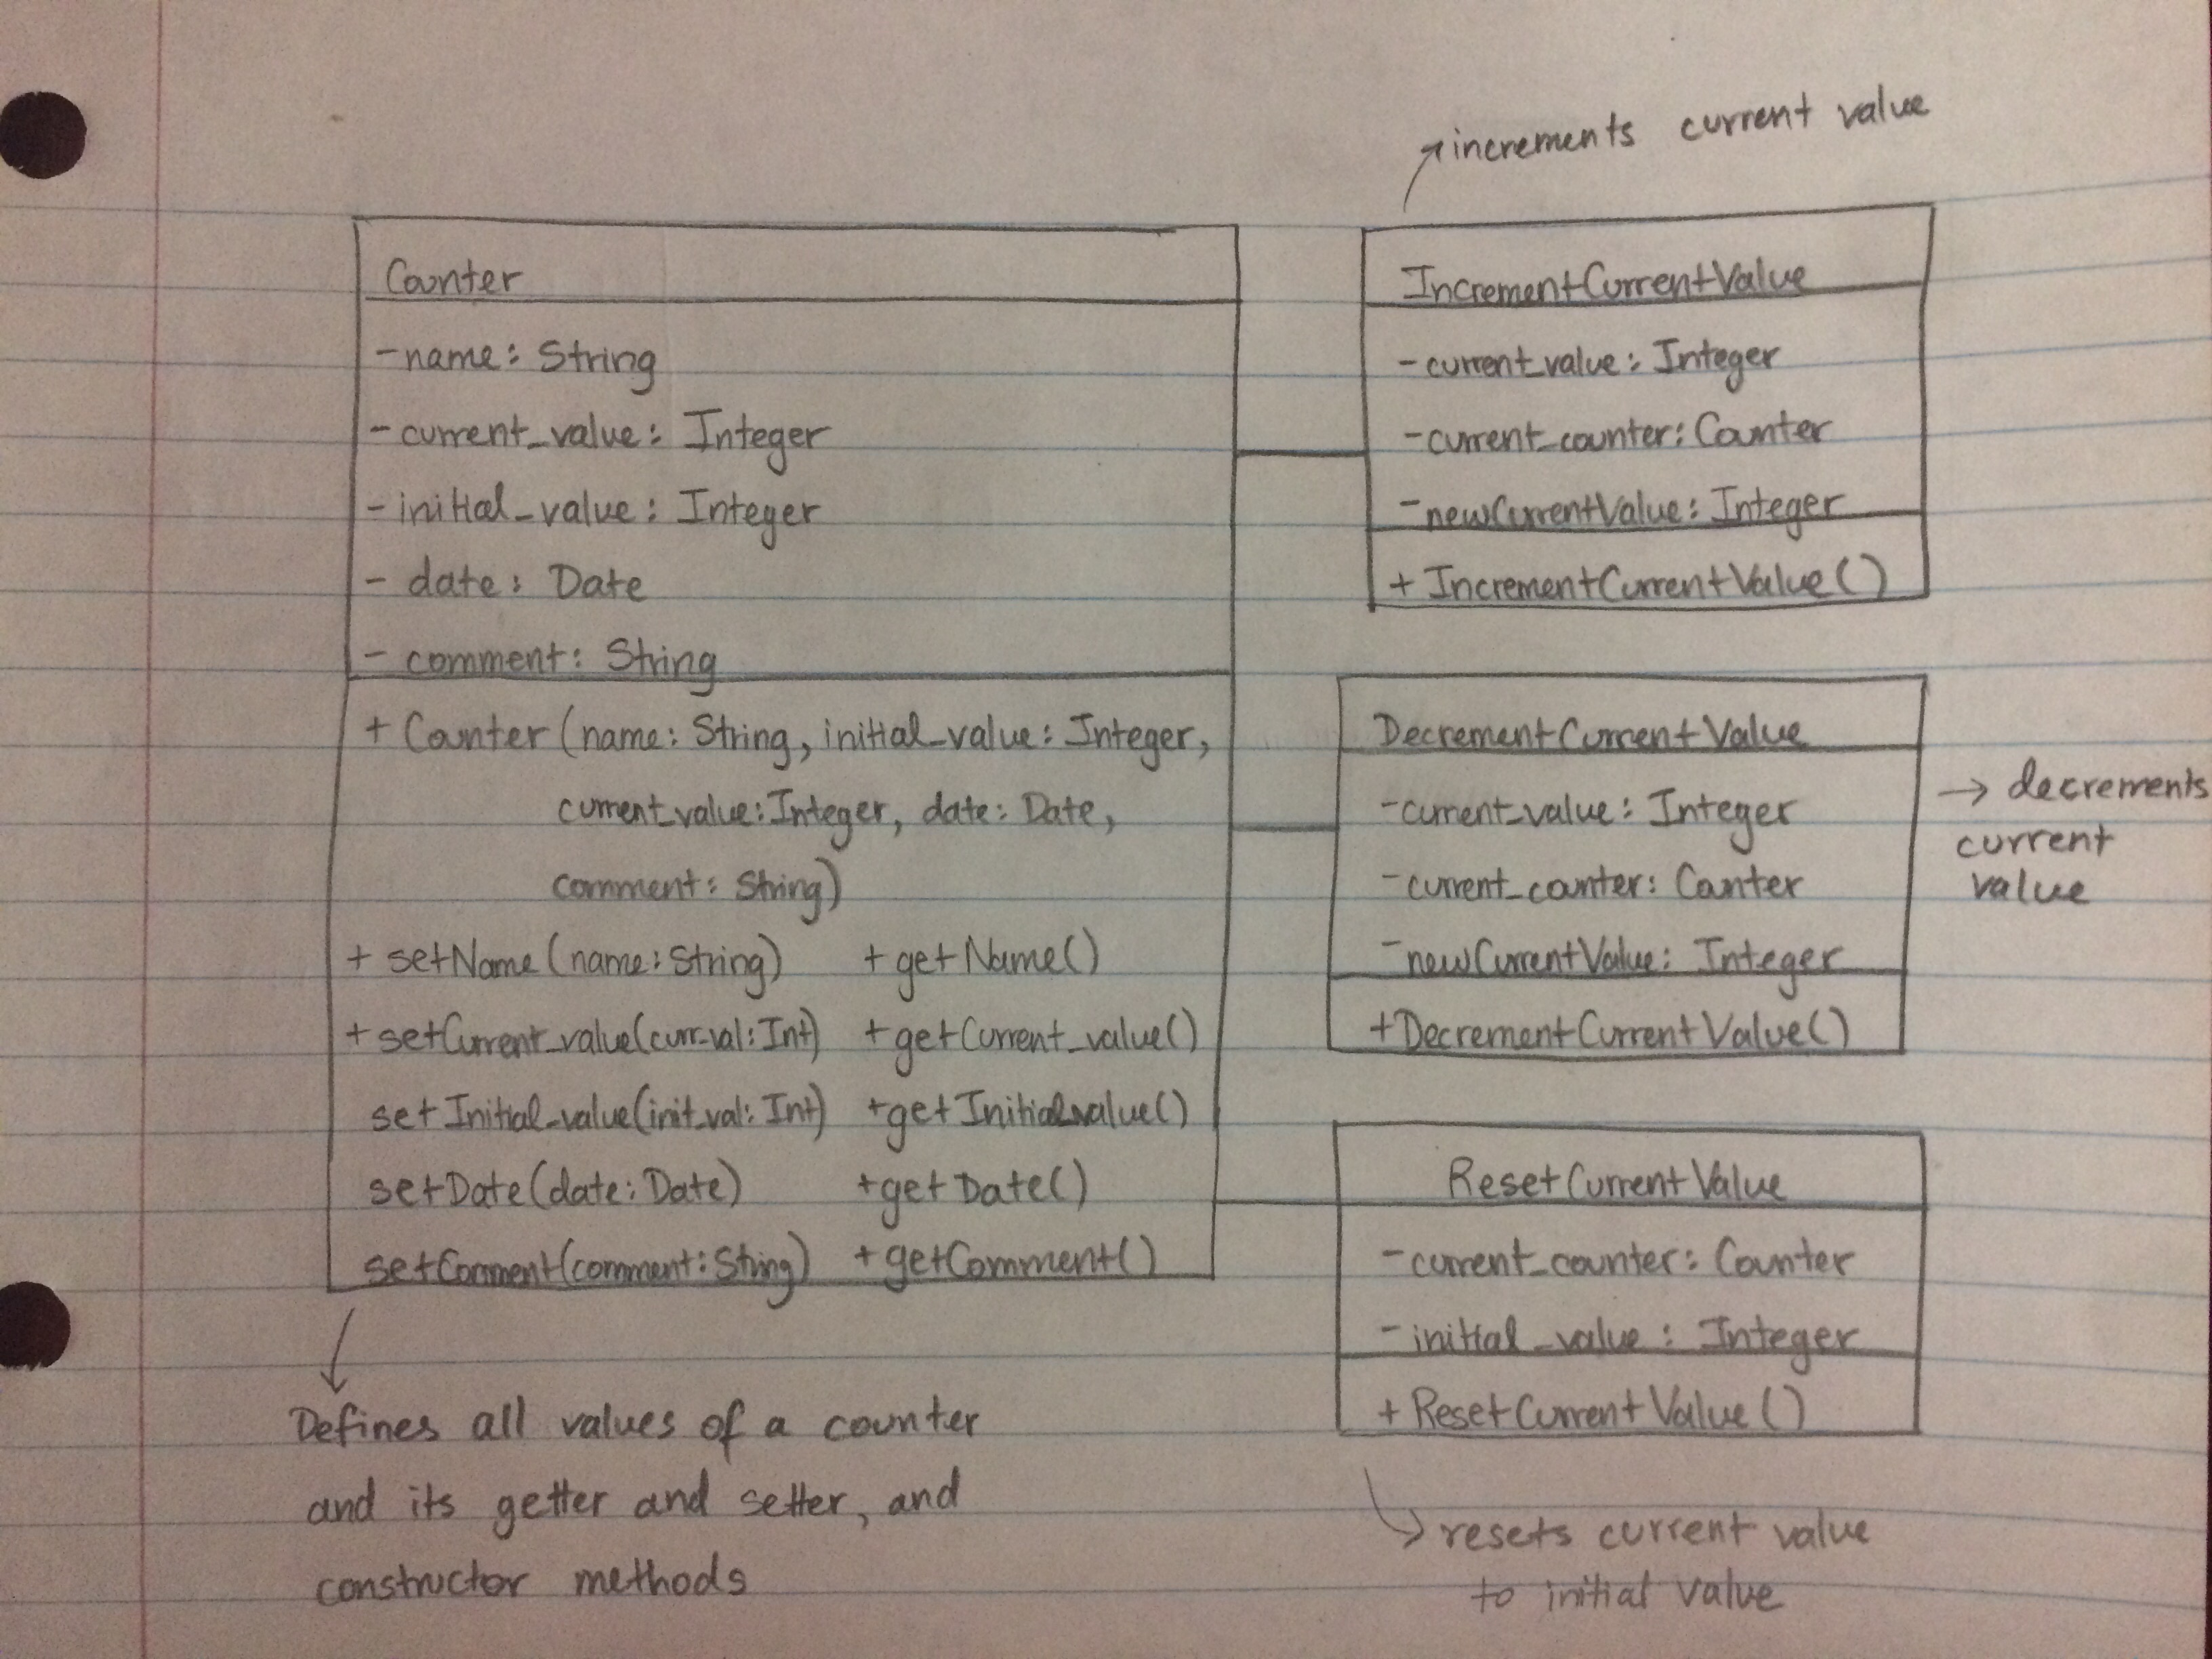 increments current value
Counter
-name: String
-current_value: Integer
-initial_value: Integer
- date: Date
- comment: String
+ Counter (name: String, initial_value: Integer,
current_value: Integer, date: Date,
comment: String)
+ setName (name: String) + getName()
+ setCurrent_value(curr_val: Int) + getCurrent_value()
setInitial_value(init_val: Int) +getInitial_value()
setDate(date: Date) +getDate()
setComment(comment: String) +getComment()
Defines all values of a counter
and its getter and setter, and
constructor methods
IncrementCurrentValue
-current_value: Integer
-current_counter: Counter
-newCurrentValue: Integer
+ IncrementCurrentValue()
DecrementCurrentValue
-current_value: Integer
-current_counter: Counter
-newCurrentValue: Integer
+DecrementCurrentValue()
→ decrements
current
value
ResetCurrentValue
-current_counter: Counter
-initial_value: Integer
+ ResetCurrentValue()
resets current value
to initial value